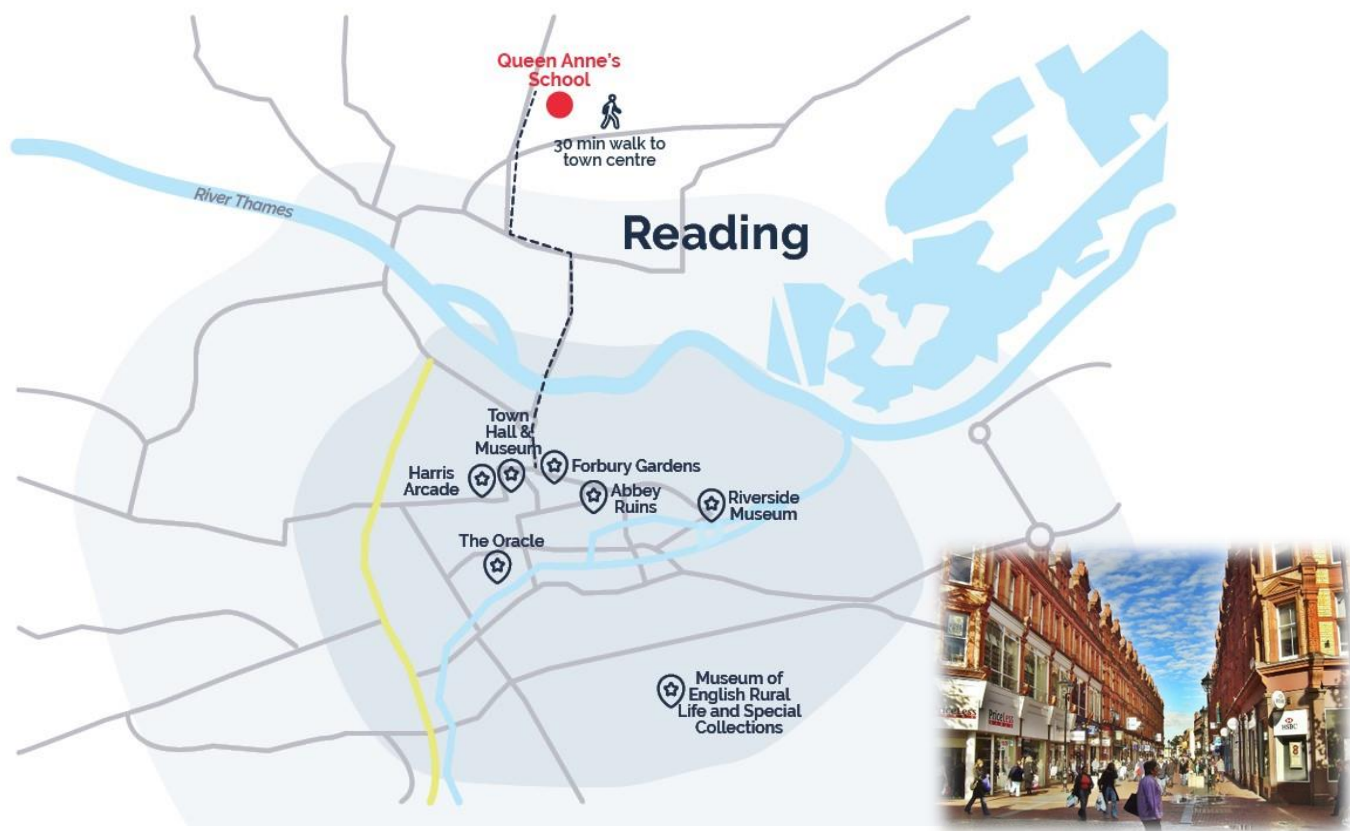 Queen Anne's
School
30 min walk to
town centre
River Thames
Reading
Town
Hall &
Museum
Harris
Arcade
Forbury Gardens
Abbey
Ruins
Riverside
Museum
The Oracle
Museum of
English Rural
Life and Special
Collections
PriceLess
HSBC